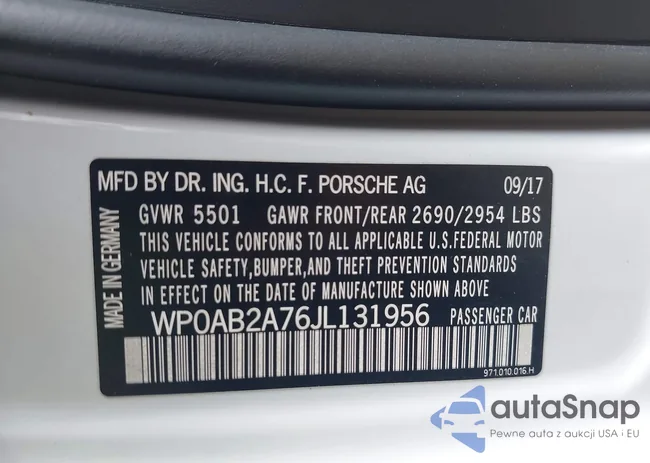 MFD BY DR. ING. H.C. F. PORSCHE AG 09/17
GVWR 5501 GAWR FRONT/REAR 2690/2954 LBS
THIS VEHICLE CONFORMS TO ALL APPLICABLE U.S.FEDERAL MOTOR
VEHICLE SAFETY,BUMPER,AND THEFT PREVENTION STANDARDS
IN EFFECT ON THE DATE OF MANUFACTURE SHOWN ABOVE.
WP0AB2A76JL131956 PASSENGER CAR
971.010.016.H
MADE IN GERMANY
autaSnap
Pewne auta z aukcji USA i EU